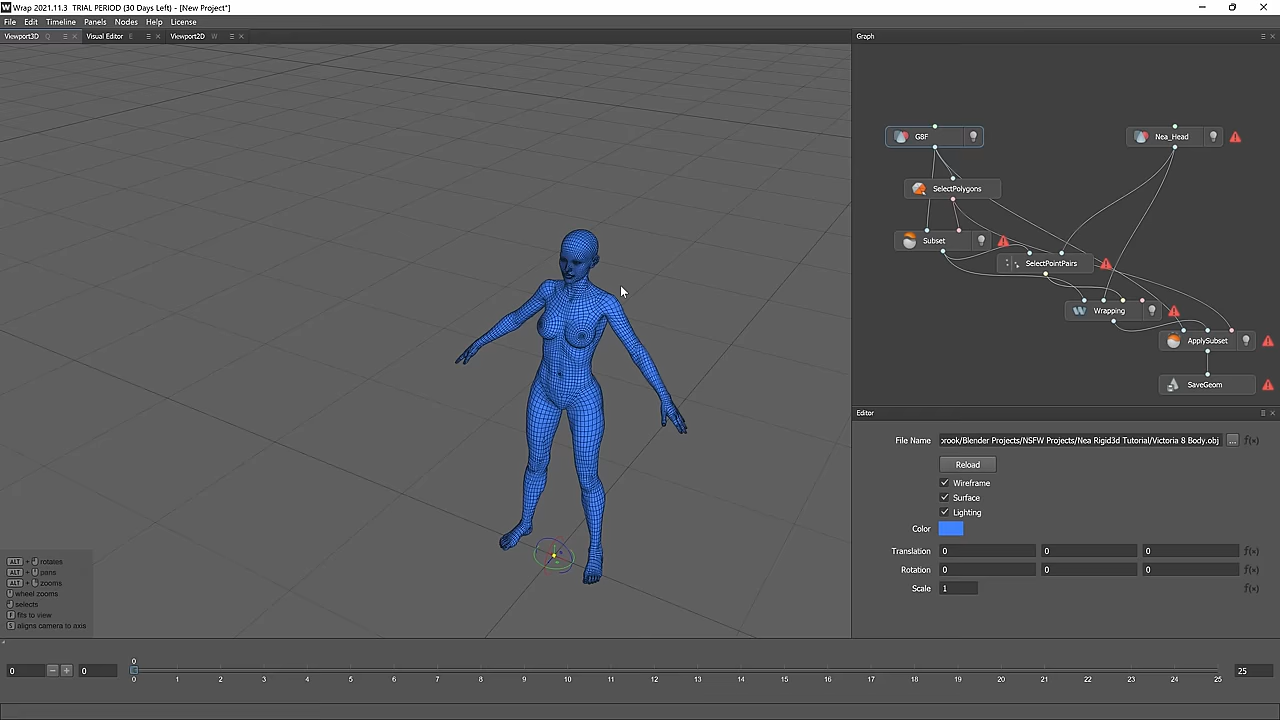 Wrap 2021.11.3 TRIAL PERIOD (30 Days Left) - [New Project*]
File Edit Timeline Panels Nodes Help License
Viewport3D Q Visual Editor E Viewport2D W
Graph
GBF
Nea_Head
SelectPolygons
Subset
SelectPointPairs
Wrapping
ApplySubset
SaveGeom
Editor
File Name xrook/Blender Projects/NSFW Projects/Nea Rigid3d Tutorial/Victoria 8 Body.obj ... f(x)
Reload
Wireframe
Surface
Lighting
Color
Translation 0 0 0 f(x)
Rotation 0 0 0 f(x)
Scale 1 f(x)
ALT + rotates
ALT + pans
ALT + zooms
wheel zooms
selects
F fits to view
S aligns camera to axis
0 0 0 25
0 1 2 3 4 5 6 7 8 9 10 11 12 13 14 15 16 17 18 19 20 21 22 23 24 25